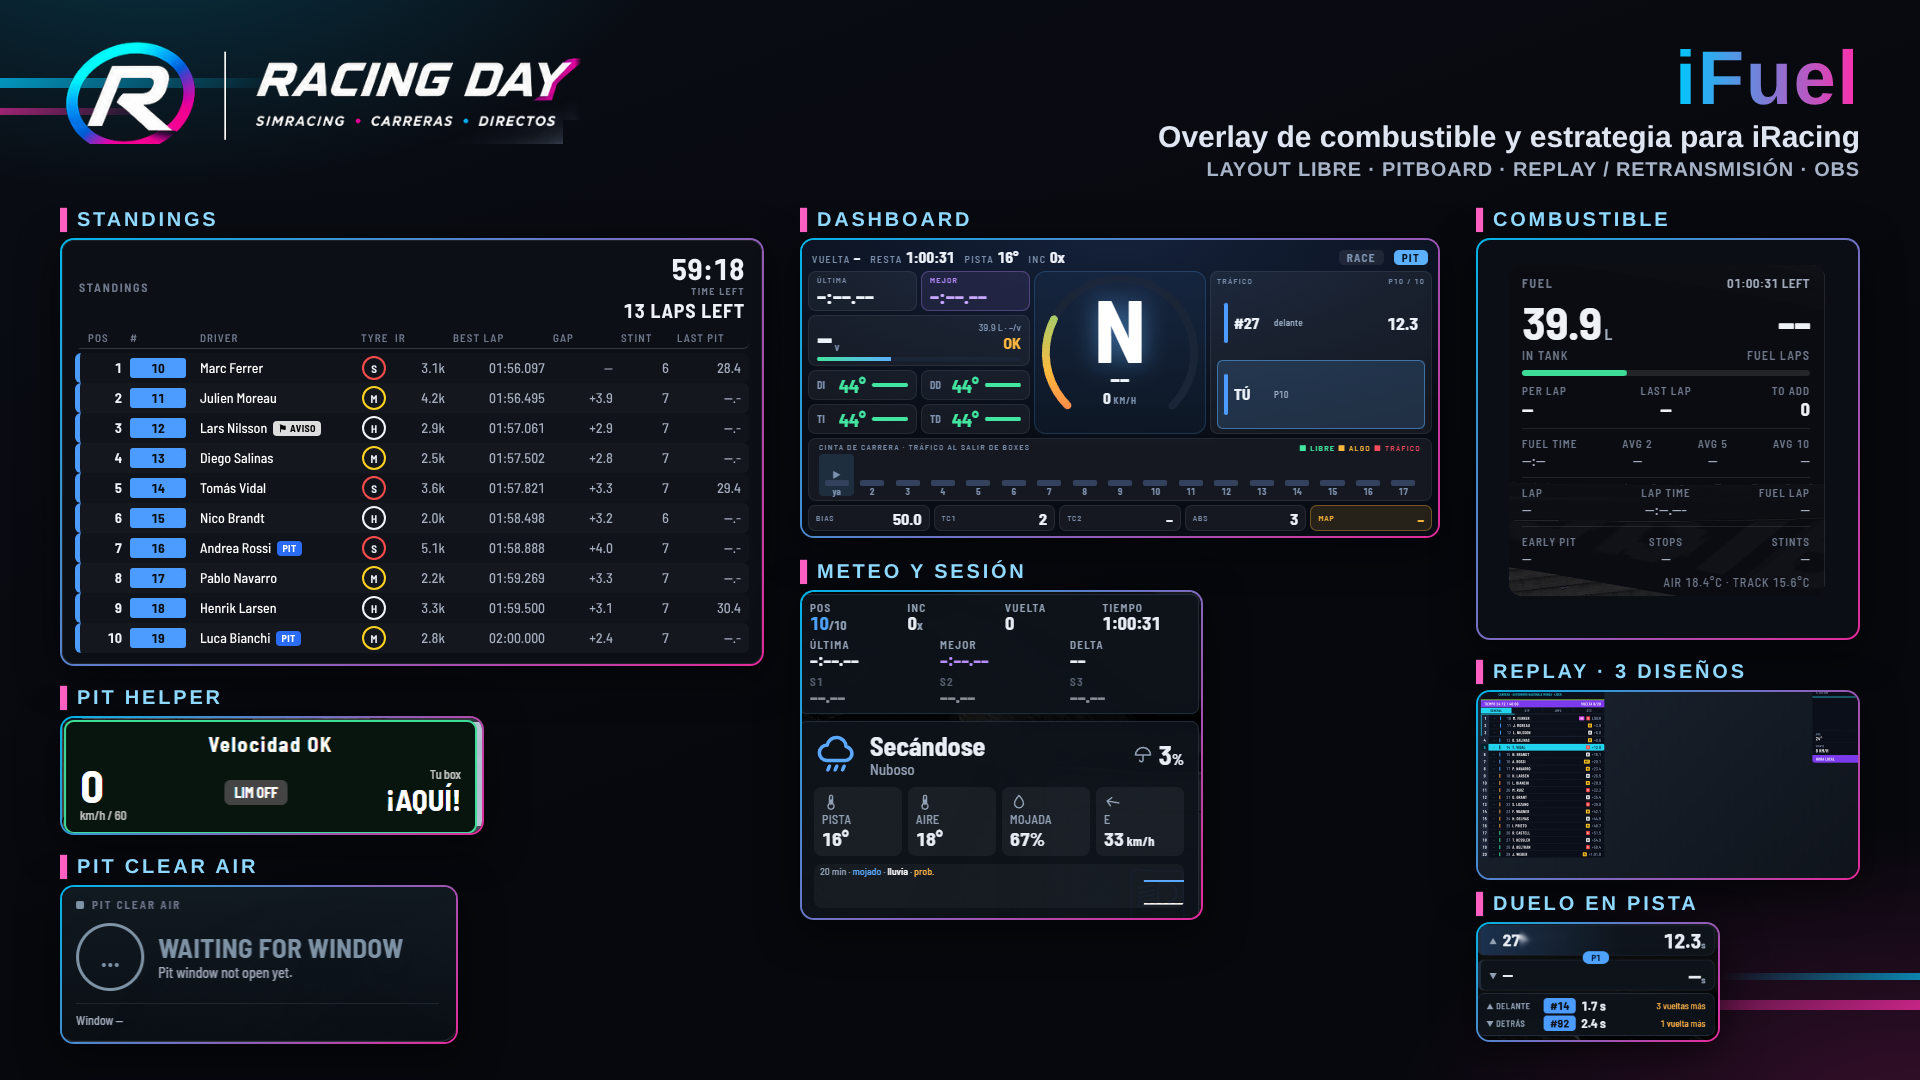 RACING DAY
SIMRACING • CARRERAS • DIRECTOS
iFuel
Overlay de combustible y estrategia para iRacing
LAYOUT LIBRE · PITBOARD · REPLAY / RETRANSMISIÓN · OBS
STANDINGS
STANDINGS
59:18
TIME LEFT
13 LAPS LEFT
POS # DRIVER TYRE IR BEST LAP GAP STINT LAST PIT
1 10 Marc Ferrer S 3.1k 01:56.097 – 6 28.4
2 11 Julien Moreau M 4.2k 01:56.495 +3.9 7 –.-
3 12 Lars Nilsson AVISO H 2.9k 01:57.061 +2.9 7 –.-
4 13 Diego Salinas M 2.5k 01:57.502 +2.8 7 –.-
5 14 Tomás Vidal S 3.6k 01:57.821 +3.3 7 29.4
6 15 Nico Brandt H 2.0k 01:58.498 +3.2 6 –.-
7 16 Andrea Rossi PIT S 5.1k 01:58.888 +4.0 7 –.-
8 17 Pablo Navarro M 2.2k 01:59.269 +3.3 7 –.-
9 18 Henrik Larsen H 3.3k 01:59.500 +3.1 7 30.4
10 19 Luca Bianchi PIT M 2.8k 02:00.000 +2.4 7 –.-
PIT HELPER
Velocidad OK
0
km/h / 60
LIM OFF
Tu box
¡AQUÍ!
PIT CLEAR AIR
PIT CLEAR AIR
...
WAITING FOR WINDOW
Pit window not open yet.
Window –
DASHBOARD
VUELTA – RESTA 1:00:31 PISTA 16° INC 0x RACE PIT
ÚLTIMA
-:--.--
MEJOR
-:--.--
39.9 L · -/v
– v
OK
DI 44° DD 44°
TI 44° TD 44°
N
--
0 KM/H
TRÁFICO P10 / 10
#27 delante 12.3
TÚ P10
CINTA DE CARRERA · TRÁFICO AL SALIR DE BOXES
LIBRE ALGO TRÁFICO
ya 2 3 4 5 6 7 8 9 10 11 12 13 14 15 16 17
BIAS 50.0 TC1 2 TC2 – ABS 3 MAP –
METEO Y SESIÓN
POS INC VUELTA TIEMPO
10/10 0x 0 1:00:31
ÚLTIMA MEJOR DELTA
-:--.-- -:--.-- --
S1 S2 S3
--.-- --.-- --.--
Secándose
Nuboso
3%
PISTA AIRE MOJADA E
16° 18° 67% 33 km/h
20 min · mojado · lluvia · prob.
COMBUSTIBLE
FUEL 01:00:31 LEFT
39.9 L --
IN TANK FUEL LAPS
PER LAP LAST LAP TO ADD
– – 0
FUEL TIME AVG 2 AVG 5 AVG 10
–:– – – –
LAP LAP TIME FUEL LAP
– –:–.–- –
EARLY PIT STOPS STINTS
– – –
AIR 18.4°C · TRACK 15.6°C
REPLAY · 3 DISEÑOS
DUELO EN PISTA
▲ 27 12.3s
P1
▼ – –s
▲ DELANTE #14 1.7 s 3 vueltas más
▼ DETRÁS #92 2.4 s 1 vuelta más